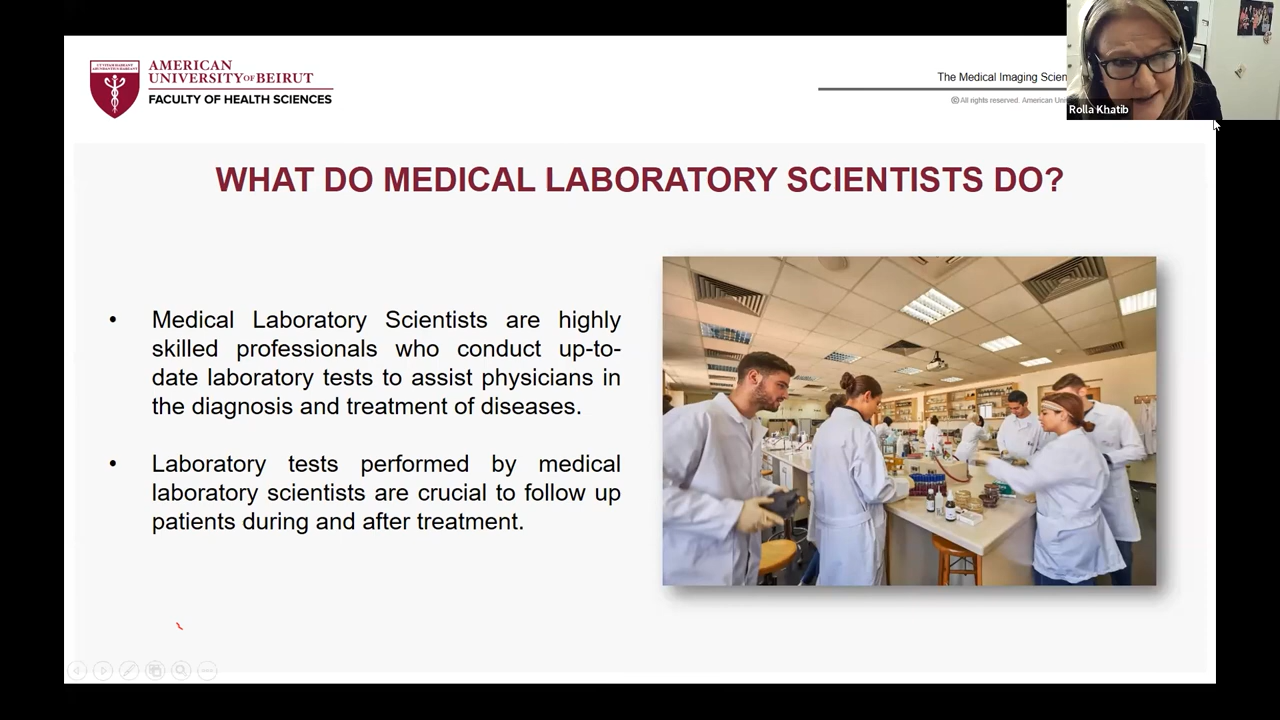 AMERICAN
UNIVERSITY OF BEIRUT
FACULTY OF HEALTH SCIENCES
The Medical Imaging
All rights reserved. American
Rolla Khatib
WHAT DO MEDICAL LABORATORY SCIENTISTS DO?
• Medical Laboratory Scientists are highly
skilled professionals who conduct up-to-
date laboratory tests to assist physicians in
the diagnosis and treatment of diseases.
• Laboratory tests performed by medical
laboratory scientists are crucial to follow up
patients during and after treatment.